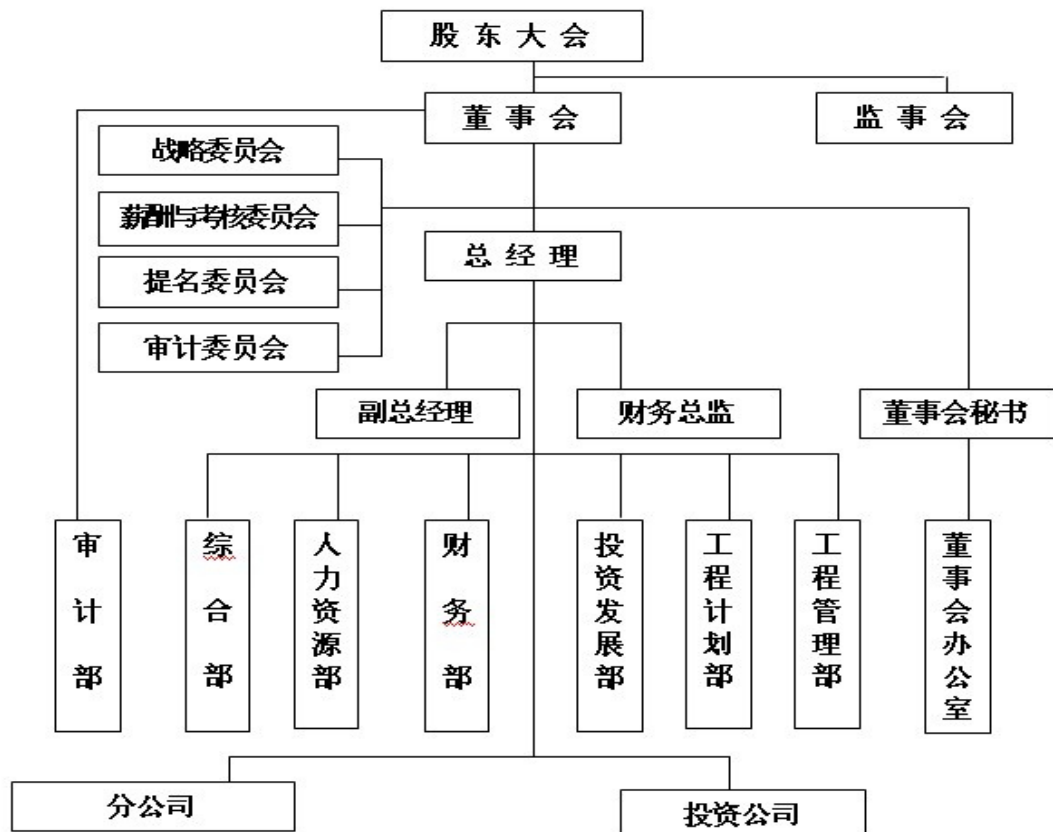 股东大会
董事会
监事会
战略委员会
薪酬与考核委员会
总经理
提名委员会
审计委员会
副总经理
财务总监
董事会秘书
审计部
综合部
人力资源部
财务部
投资发展部
工程计划部
工程管理部
董事会办公室
分公司
投资公司